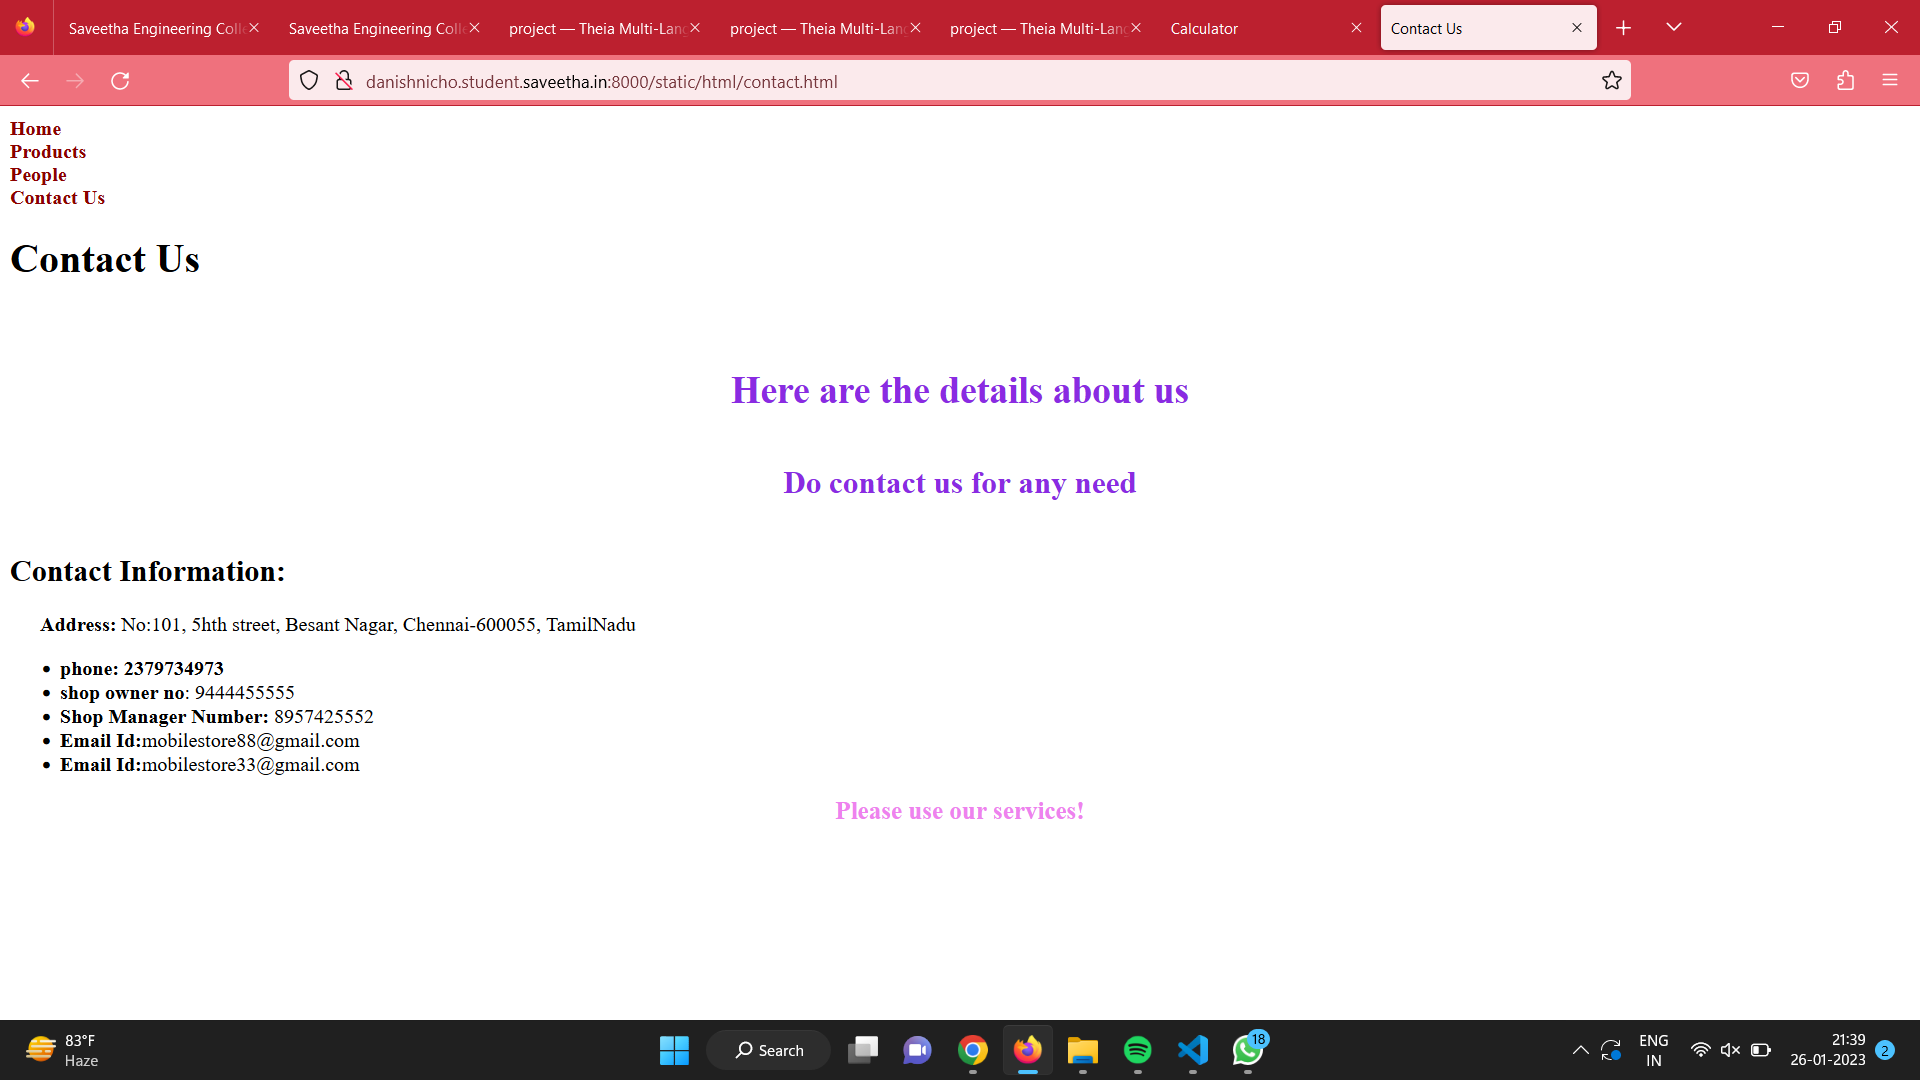 Saveetha Engineering Coll
Saveetha Engineering Coll
project — Theia Multi-Lang
project — Theia Multi-Lang
project — Theia Multi-Lang
Calculator
Contact Us
danishnicho.student.saveetha.in:8000/static/html/contact.html
Home
Products
People
Contact Us
Contact Us
Here are the details about us
Do contact us for any need
Contact Information:
Address: No:101, 5hth street, Besant Nagar, Chennai-600055, TamilNadu
• phone: 2379734973
• shop owner no: 9444455555
• Shop Manager Number: 8957425552
• Email Id:mobilestore88@gmail.com
• Email Id:mobilestore33@gmail.com
Please use our services!
83°F
Haze
Search
18
ENG
IN
21:39
26-01-2023
2